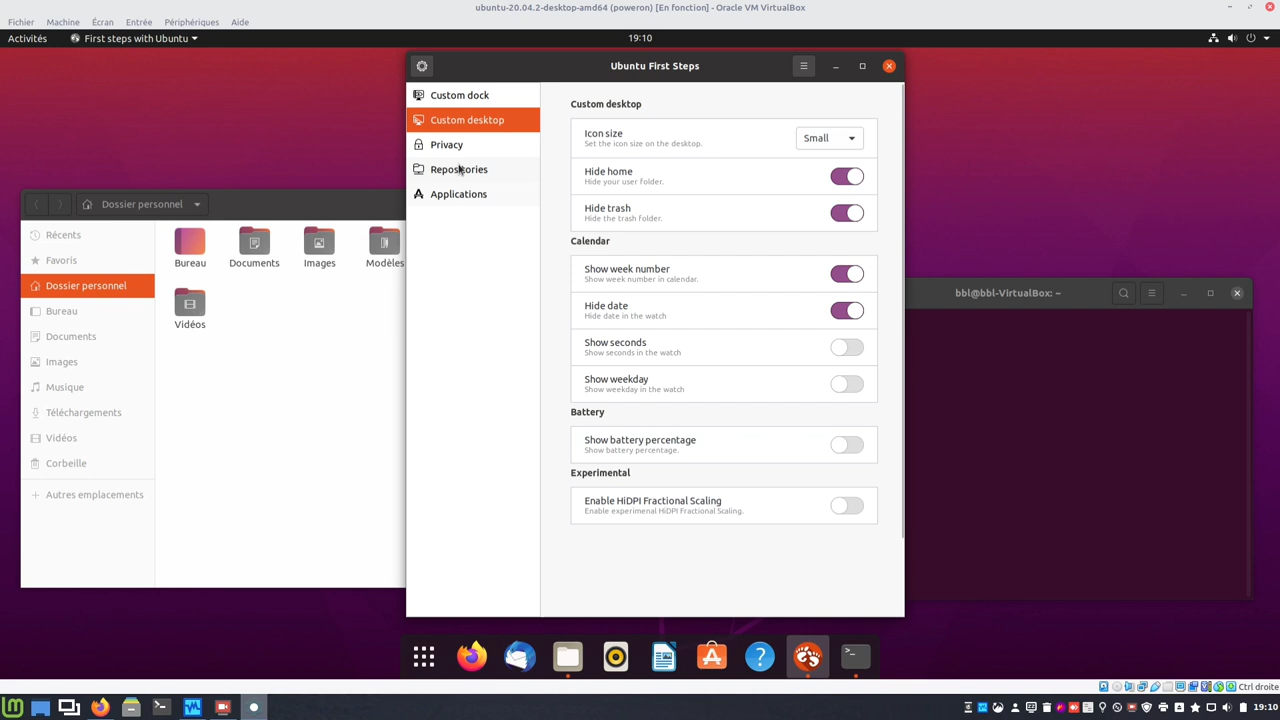 ubuntu-20.04.2-desktop-amd64 (poweron) [En fonction] - Oracle VM VirtualBox
Fichier Machine Écran Entrée Périphériques Aide
Activités First steps with Ubuntu 19:10
Ubuntu First Steps
Custom dock
Custom desktop
Privacy
Repositories
Applications
Custom desktop
Icon size
Set the icon size on the desktop.
Small
Hide home
Hide your user folder.
Hide trash
Hide the trash folder.
Calendar
Show week number
Show week number in calendar.
Hide date
Hide date in the watch
Show seconds
Show seconds in the watch
Show weekday
Show weekday in the watch
Battery
Show battery percentage
Show battery percentage.
Experimental
Enable HiDPI Fractional Scaling
Enable experimenal HiDPI Fractional Scaling.
Dossier personnel
Récents
Favoris
Dossier personnel
Bureau
Documents
Images
Musique
Téléchargements
Vidéos
Corbeille
Autres emplacements
Bureau Documents Images Modèles
Vidéos
bbl@bbl-VirtualBox: ~
Ctrl droite
19:10